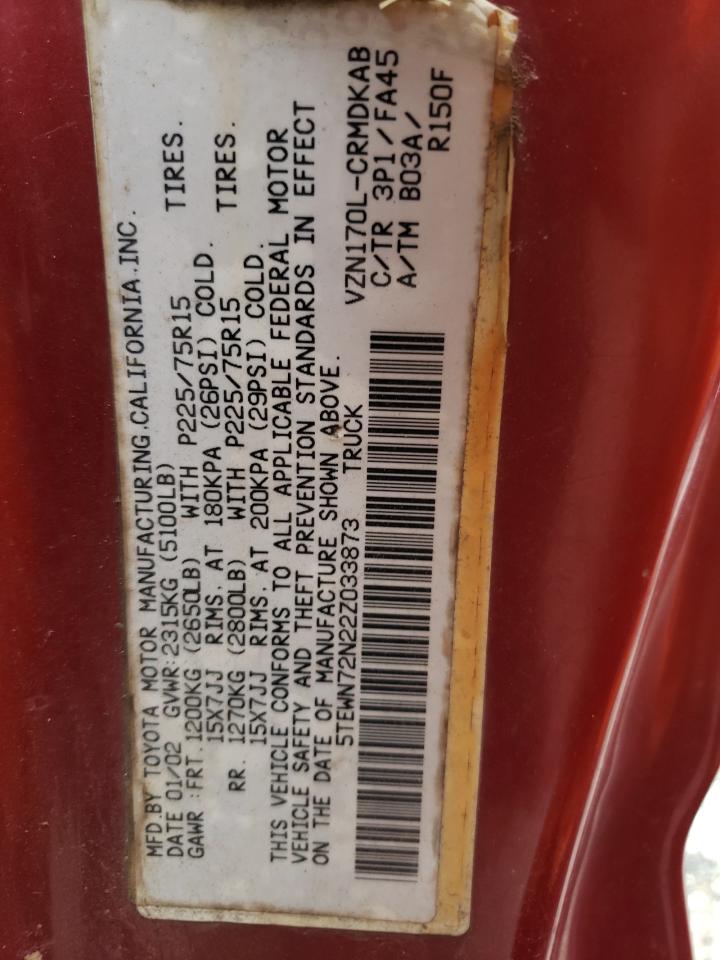 MFD.BY TOYOTA MOTOR MANUFACTURING.CALIFORNIA.INC.
DATE 01/02 GVWR:2315KG (5100LB)
GAWR :FRT.1200KG (2650LB) WITH P225/75R15 TIRES.
15X7JJ RIMS. AT 180KPA (26PSI) COLD.
RR. 1270KG (2800LB) WITH P225/75R15 TIRES.
15X7JJ RIMS. AT 200KPA (29PSI) COLD.
THIS VEHICLE CONFORMS TO ALL APPLICABLE FEDERAL MOTOR
VEHICLE SAFETY AND THEFT PREVENTION STANDARDS IN EFFECT
ON THE DATE OF MANUFACTURE SHOWN ABOVE.
5TEWN72N22Z033873 TRUCK
VZN170L-CRMDKAB
C/TR 3P1/FA45
A/TM B03A/
R150F